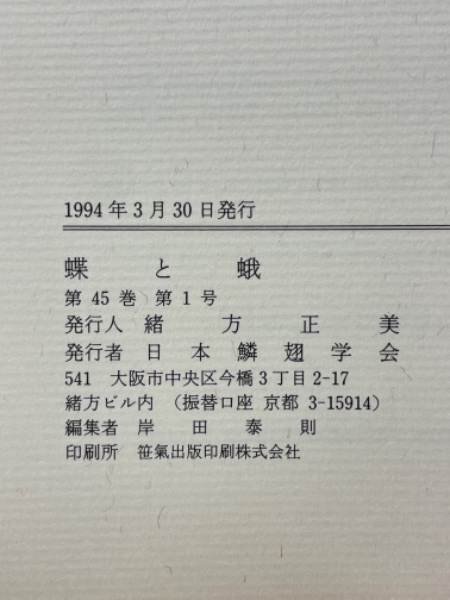 1994年3月30日発行
蝶と蛾
第45巻 第1号
発行人 緒方正美
発行者 日本鱗翅学会
541 大阪市中央区今橋3丁目2-17
緒方ビル内 (振替口座 京都 3-15914)
編集者 岸田泰則
印刷所 笹氣出版印刷株式会社